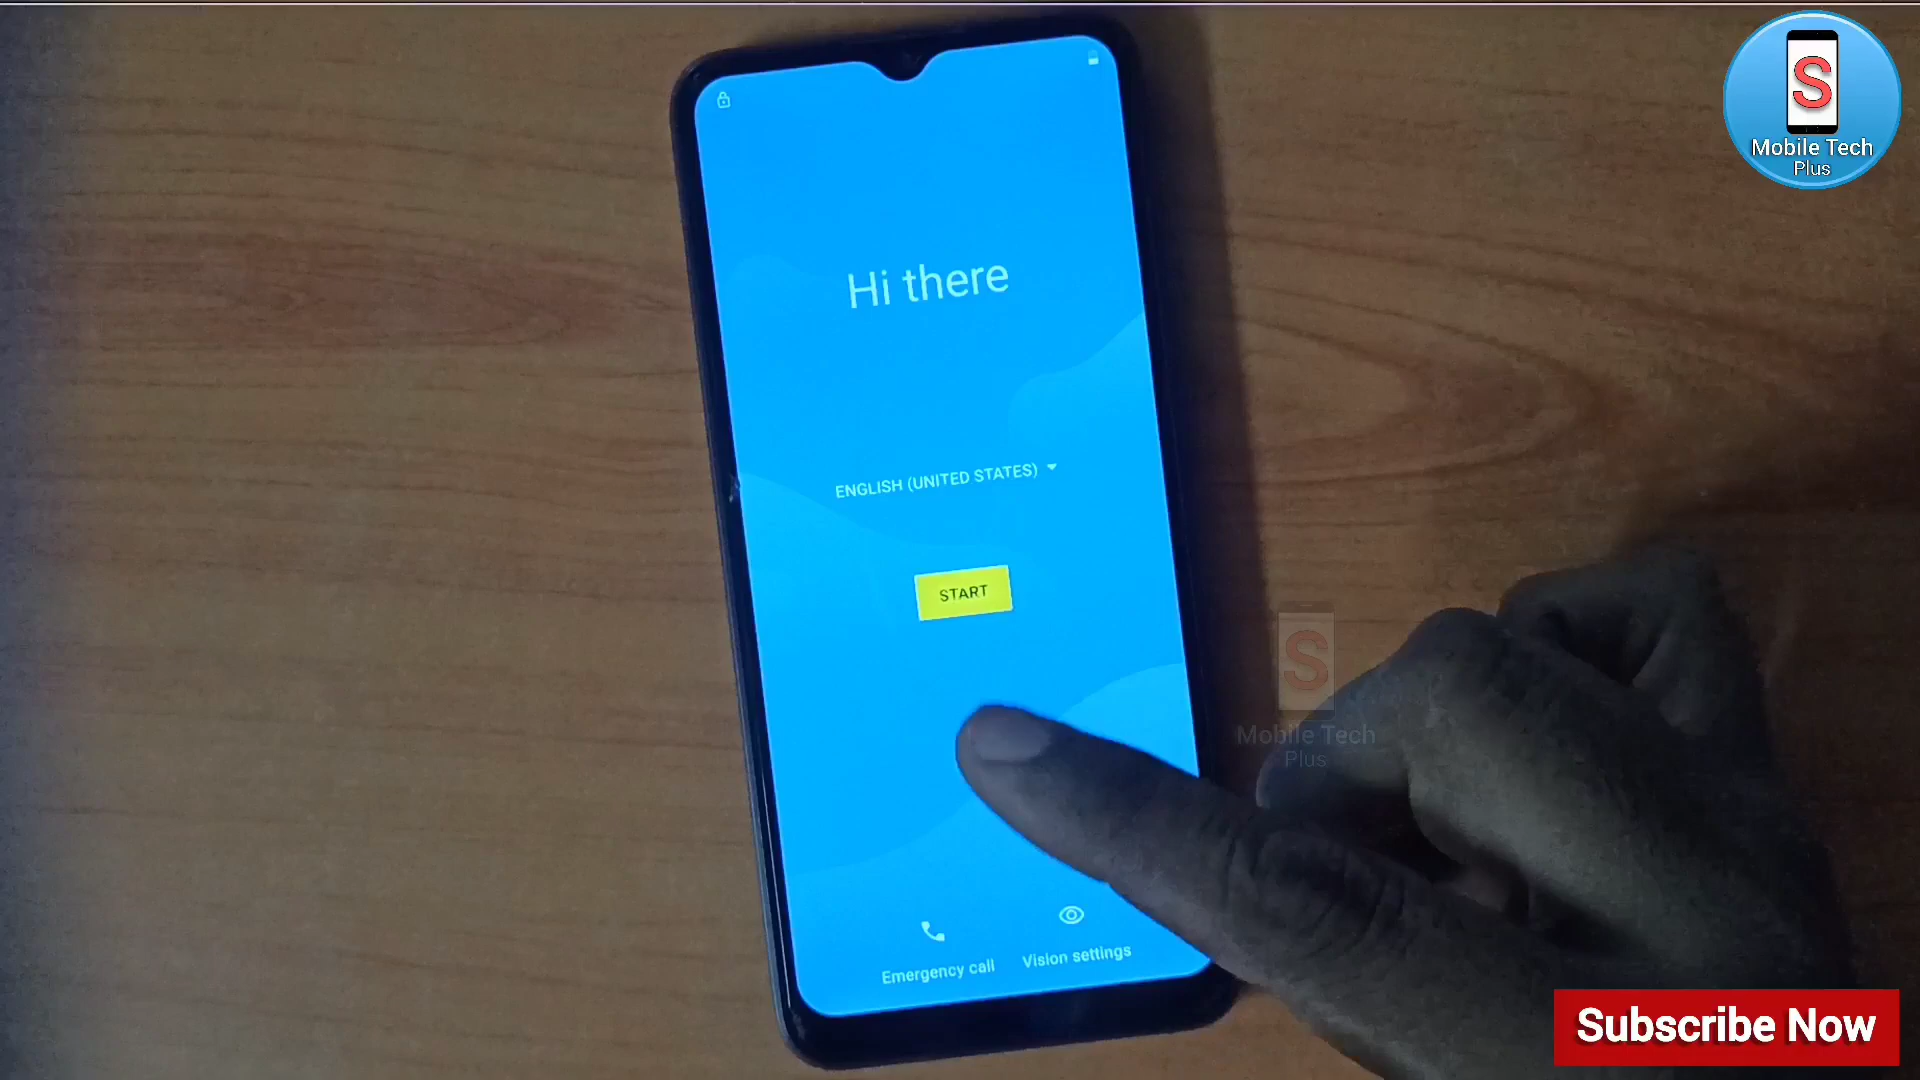 S
Mobile Tech
Plus
Hi there
ENGLISH (UNITED STATES)
START
S
Mobile Tech
Plus
Emergency call
Vision settings
Subscribe Now